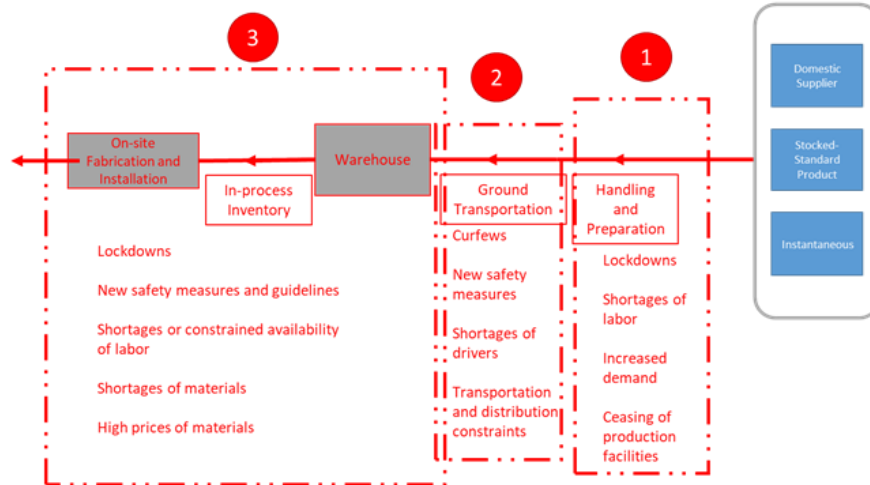 3
2
1
Domestic
Supplier
Stocked-
Standard
Product
Instantaneous
On-site
Fabrication and
Installation
Warehouse
In-process
Inventory
Ground
Transportation
Handling
and
Preparation
Lockdowns
New safety measures and guidelines
Shortages or constrained availability
of labor
Shortages of materials
High prices of materials
Curfews
New safety
measures
Shortages of
drivers
Transportation
and distribution
constraints
Lockdowns
Shortages of
labor
Increased
demand
Ceasing of
production
facilities